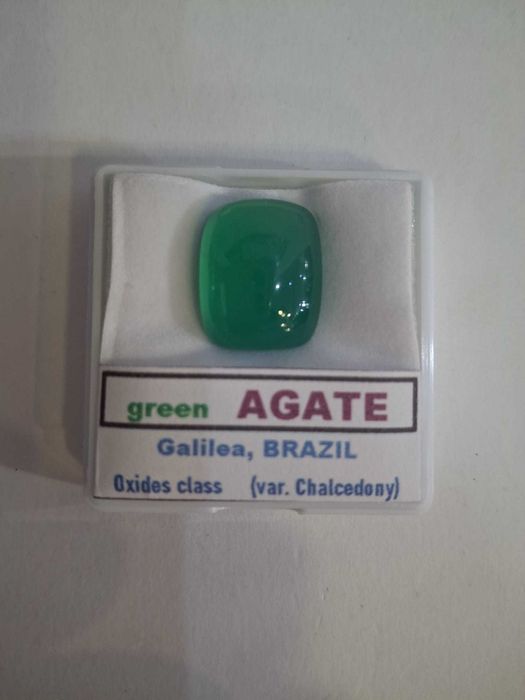 green AGATE
Galilea, BRAZIL
Oxides class (var. Chalcedony)